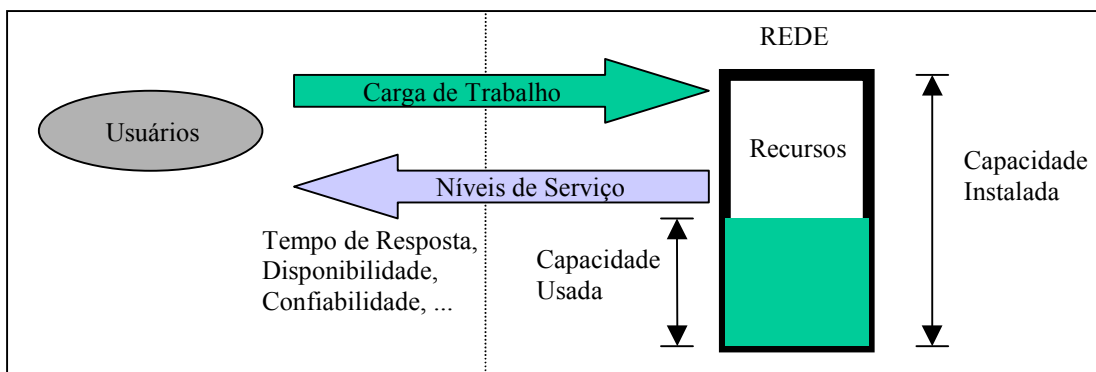 REDE
Carga de Trabalho
Usuários
Recursos
Níveis de Serviço
Capacidade
Instalada
Tempo de Resposta,
Disponibilidade,
Confiabilidade, ...
Capacidade
Usada